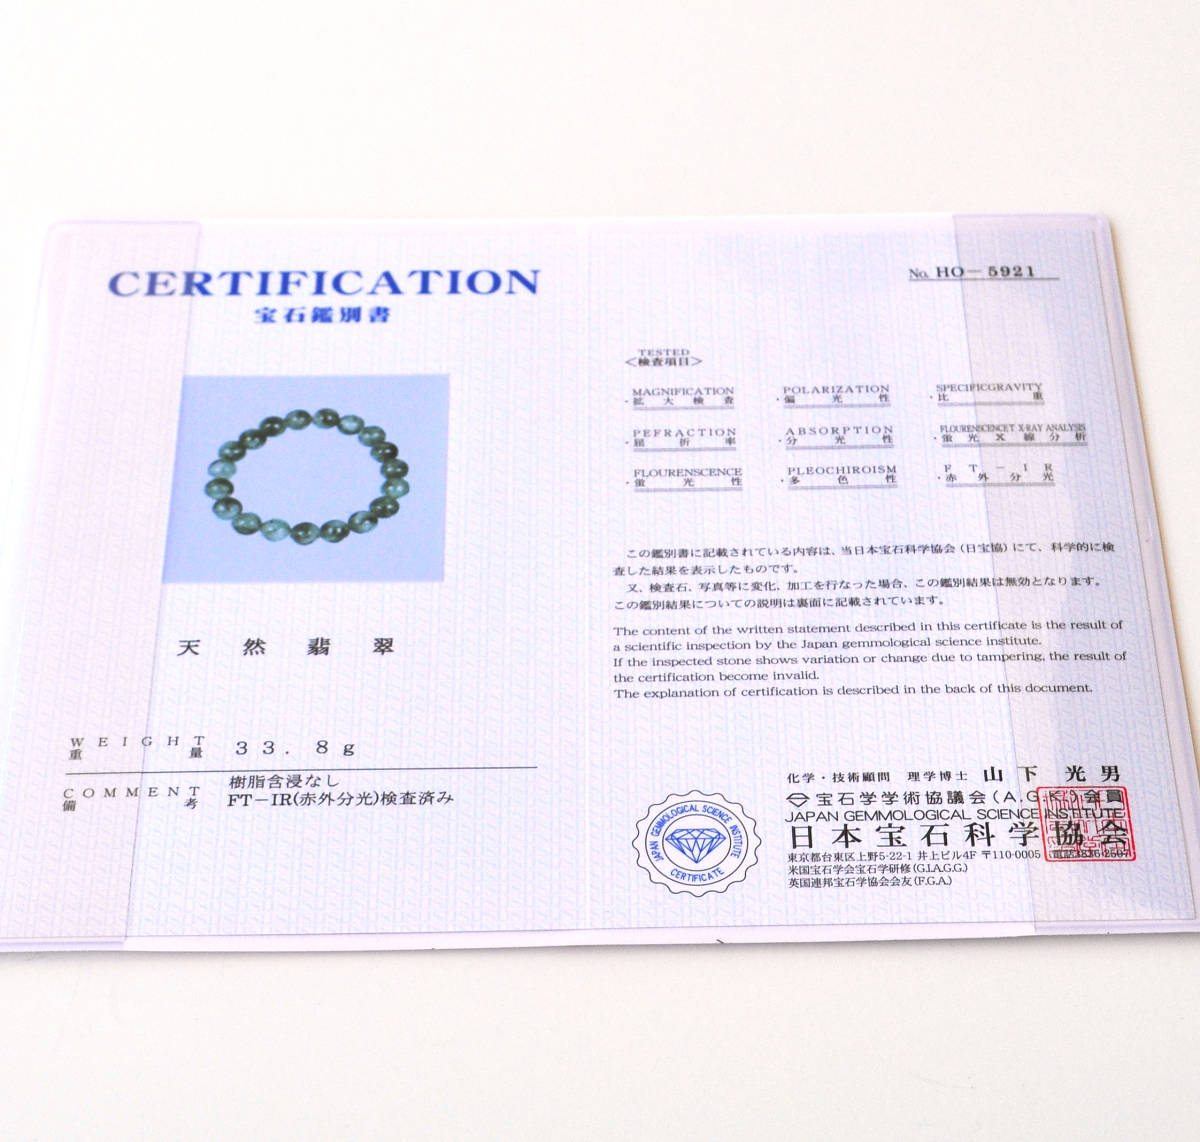 CERTIFICATION
宝石鑑別書
天然翡翠
WEIGHT
重量
33.8g
COMMENT
備考
樹脂含浸なし
FT-IR(赤外分光)検査済み
No. HO-5921
TESTED
<検査項目>
MAGNIFICATION
・拡大検査
POLARIZATION
・偏光性
SPECIFICGRAVITY
・比重
PEFRACTION
・屈折率
ABSORPTION
・分光性
FLOURENSCENCET X-RAY ANALYSIS
・蛍光X線分析
FLOURENSCENCE
・蛍光性
PLEOCHIROISM
・多色性
FT-IR
・赤外分光
この鑑別書に記載されている内容は、当日本宝石科学協会(日宝協)にて、科学的に検
査した結果を表示したものです。
又、検査石、写真等に変化、加工を行なった場合、この鑑別結果は無効となります。
この鑑別結果についての説明は裏面に記載されています。
The content of the written statement described in this certificate is the result of
a scientific inspection by the Japan gemmological science institute.
If the inspected stone shows variation or change due to tampering, the result of
the certification become invalid.
The explanation of certification is described in the back of this document.
JAPAN GEMMOLOGICAL SCIENCE INSTITUTE
CERTIFICATE
化学・技術顧問 理学博士 山下光男
宝石学学術協議会(A.G.K.)会員
JAPAN GEMMOLOGICAL SCIENCE INSTITUTE
日本宝石科学協会
東京都台東区上野5-22-1 井上ビル4F 〒110-0005
米国宝石学会宝石学研修(G.I.A.G.G.)
英国連邦宝石学協会会友(F.G.A.)